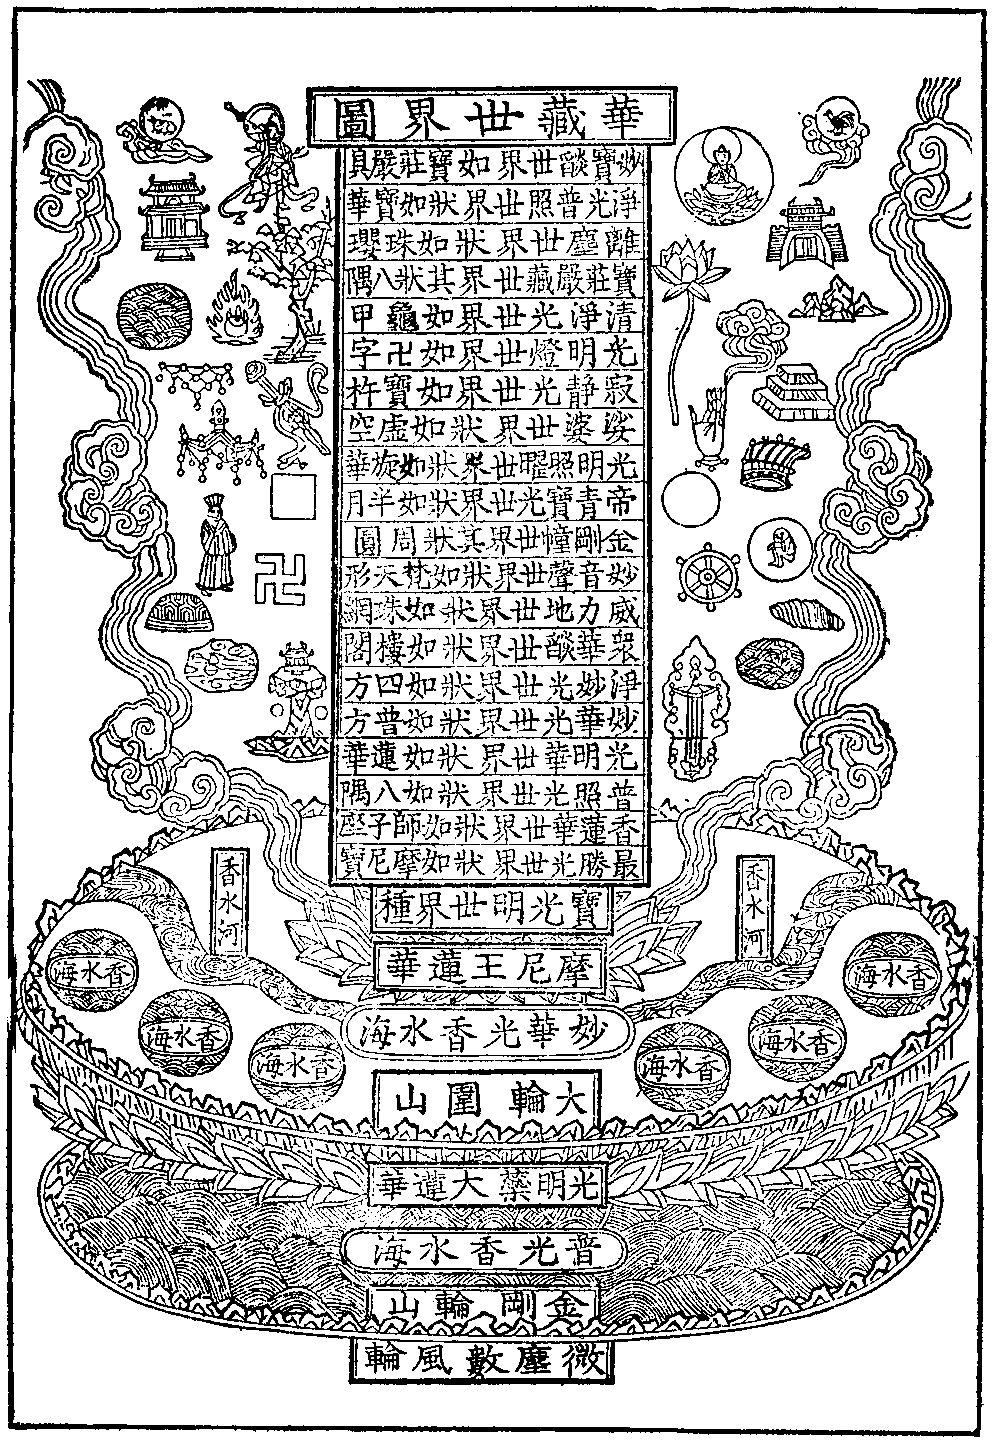 華藏世界圖
妙寶燄世界如寶莊嚴具
淨光普照世界狀如寶華
離塵世界狀如珠瓔
寶莊嚴藏世界其狀八隅
清淨光世界如龜甲
光明燈世界如卍字
寂静光世界如寶杵
娑婆世界狀如虛空
光明照曜世界狀如旋華
帝青寶光世界狀如半月
金剛幢世界其狀周圓
妙音聲世界狀如梵天形
威力地世界狀如珠網
衆華燄世界狀如樓閣
淨妙光世界狀如四方
妙華光世界狀如普方
光明華世界狀如蓮華
普照光世界狀如八隅
香蓮華世界狀如師子座
最勝光世界狀如摩尼寶
寶光明世界種
香水河
香水河
摩尼王蓮華
香水海
香水海
妙華光香水海
香水海
香水海
香水海
香水海
大輪圍山
光明蘂大蓮華
普光香水海
金剛輪山
微塵數風輪